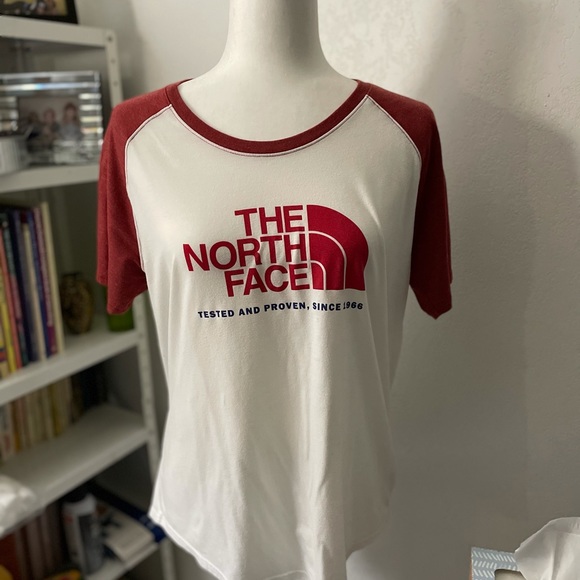 THE
NORTH
FACE
TESTED AND PROVEN, SINCE 1966